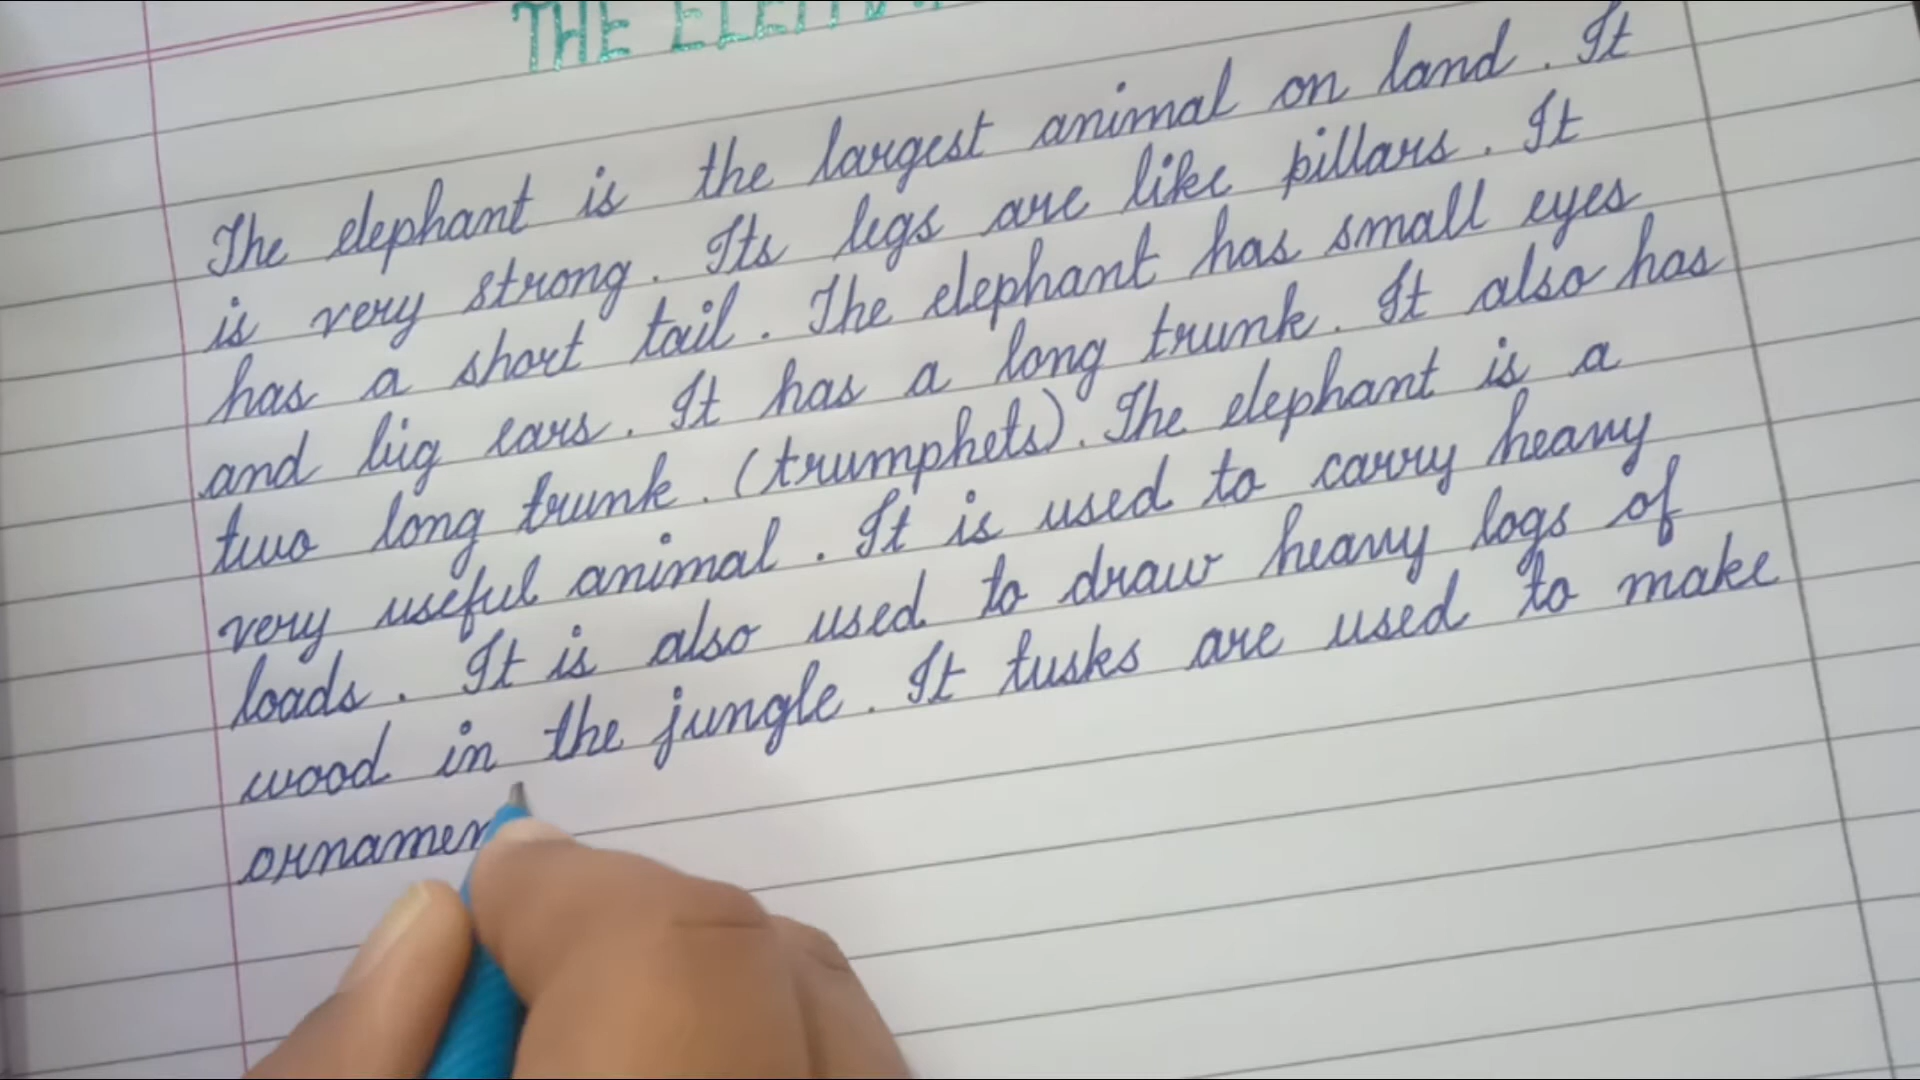 THE ELEPHA
The elephant is the largest animal on land. It
is very strong. Its legs are like pillars. It
has a short tail. The elephant has small eyes
and big ears. It has a long trunk. It also has
two long trunk. (trumphets). The elephant is a
very useful animal. It is used to carry heavy
loads. It is also used to draw heavy logs of
wood in the jungle. It tusks are used to make
ornamen